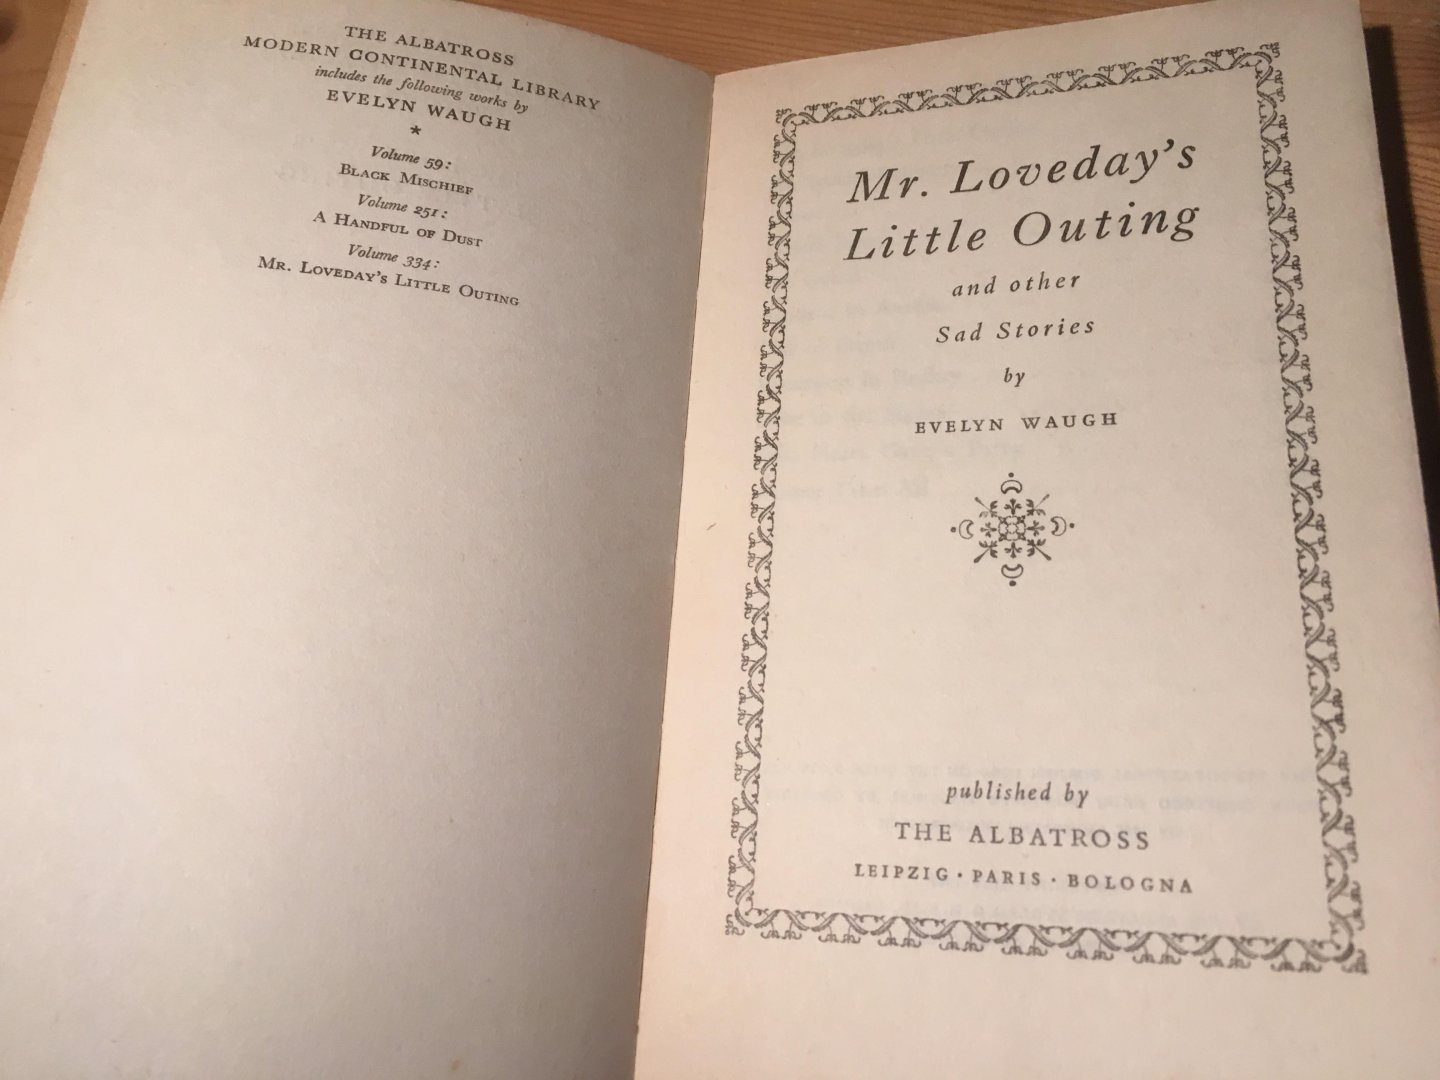 THE ALBATROSS
MODERN CONTINENTAL LIBRARY
includes the following works by
EVELYN WAUGH
*
Volume 59:
BLACK MISCHIEF
Volume 251:
A HANDFUL OF DUST
Volume 334:
MR. LOVEDAY'S LITTLE OUTING
Mr. Loveday's
Little Outing
and other
Sad Stories
by
EVELYN WAUGH
published by
THE ALBATROSS
LEIPZIG · PARIS · BOLOGNA